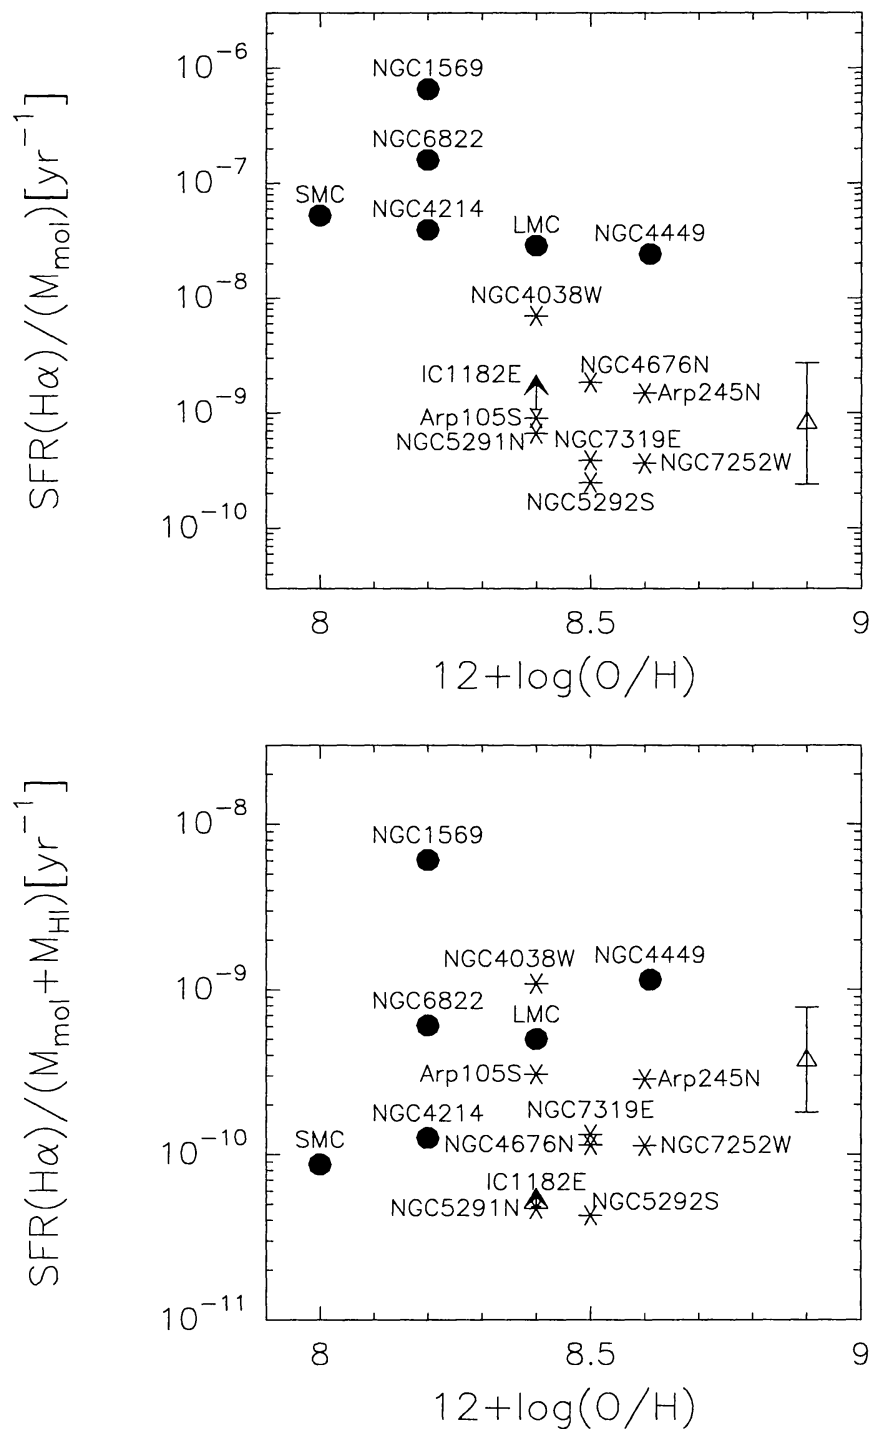 SFR(Hα)/(M_mol)[yr⁻¹]
10⁻⁶
10⁻⁷
10⁻⁸
10⁻⁹
10⁻¹⁰
NGC1569
NGC6822
SMC
NGC4214
LMC
NGC4449
NGC4038W
IC1182E
NGC4676N
Arp245N
Arp105S
NGC5291N
NGC7319E
NGC7252W
NGC5292S
8
8.5
9
12+log(O/H)
SFR(Hα)/(M_mol+M_HI)[yr⁻¹]
10⁻⁸
10⁻⁹
10⁻¹⁰
10⁻¹¹
NGC1569
NGC4038W
NGC4449
NGC6822
LMC
Arp105S
Arp245N
NGC4214
NGC7319E
SMC
NGC4676N
NGC7252W
IC1182E
NGC5291N
NGC5292S
8
8.5
9
12+log(O/H)